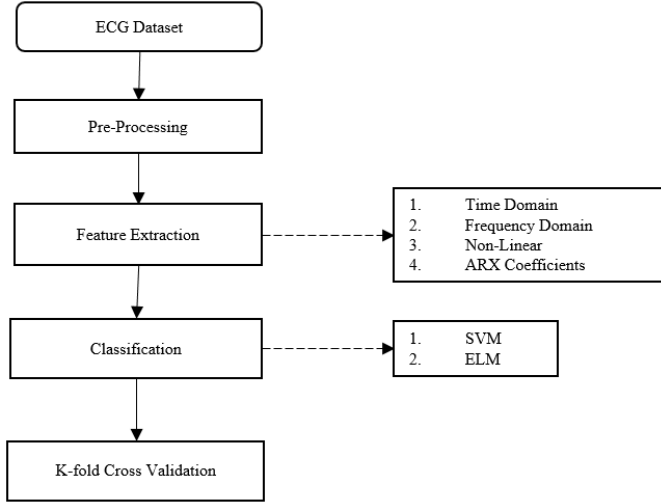 ECG Dataset
Pre-Processing
Feature Extraction
1. Time Domain
2. Frequency Domain
3. Non-Linear
4. ARX Coefficients
Classification
1. SVM
2. ELM
K-fold Cross Validation